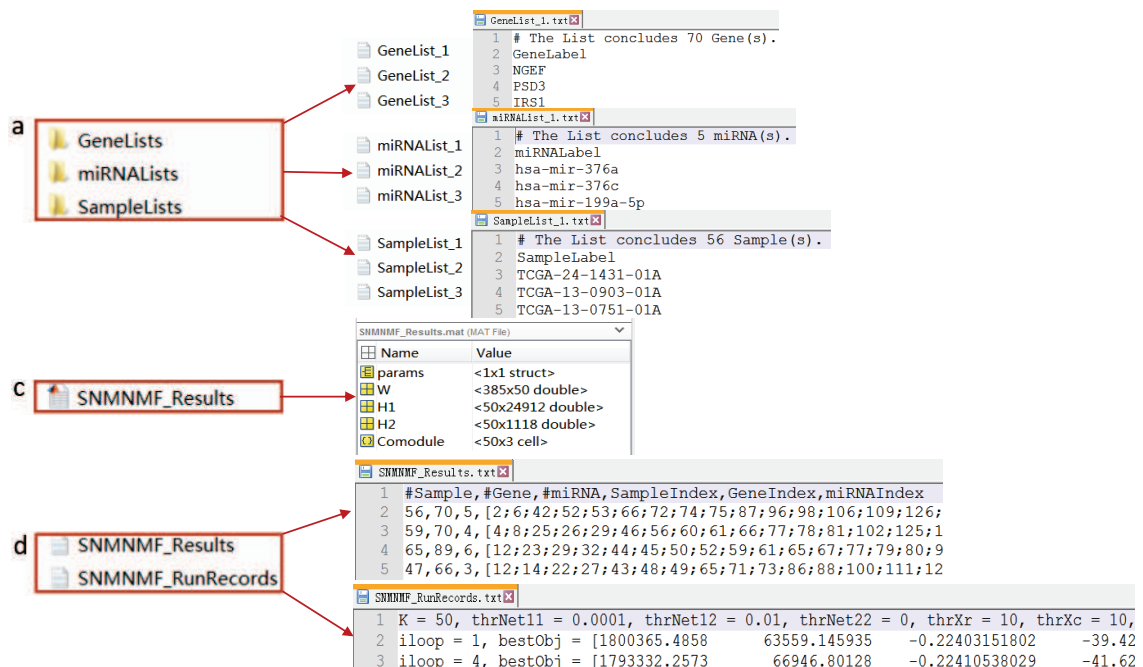 a
GeneLists
miRNALists
SampleLists
GeneList_1
GeneList_2
GeneList_3
GeneList_1.txt
1 # The List concludes 70 Gene(s).
2 GeneLabel
3 NGEF
4 PSD3
5 IRS1
miRNAList_1
miRNAList_2
miRNAList_3
miRNAList_1.txt
1 # The List concludes 5 miRNA(s).
2 miRNALabel
3 hsa-mir-376a
4 hsa-mir-376c
5 hsa-mir-199a-5p
SampleList_1
SampleList_2
SampleList_3
SampleList_1.txt
1 # The List concludes 56 Sample(s).
2 SampleLabel
3 TCGA-24-1431-01A
4 TCGA-13-0903-01A
5 TCGA-13-0751-01A
c
SNMNMF_Results
SNMNMF_Results.mat (MAT File)
Name Value
params <1x1 struct>
W <385x50 double>
H1 <50x24912 double>
H2 <50x1118 double>
Comodule <50x3 cell>
d
SNMNMF_Results
SNMNMF_RunRecords
SNMNMF_Results.txt
1 #Sample,#Gene,#miRNA,SampleIndex,GeneIndex,miRNAIndex
2 56,70,5,[2;6;42;52;53;66;72;74;75;87;96;98;106;109;126;
3 59,70,4,[4;8;25;26;29;46;56;60;61;66;77;78;81;102;125;1
4 65,89,6,[12;23;29;32;44;45;50;52;59;61;65;67;77;79;80;9
5 47,66,3,[12;14;22;27;43;48;49;65;71;73;86;88;100;111;12
SNMNMF_RunRecords.txt
1 K = 50, thrNet11 = 0.0001, thrNet12 = 0.01, thrNet22 = 0, thrXr = 10, thrXc = 10,
2 iloop = 1, bestObj = [1800365.4858 63559.145935 -0.22403151802 -39.42
3 iloop = 4, bestObj = [1793332.2573 66946.80128 -0.22410538029 -41.62